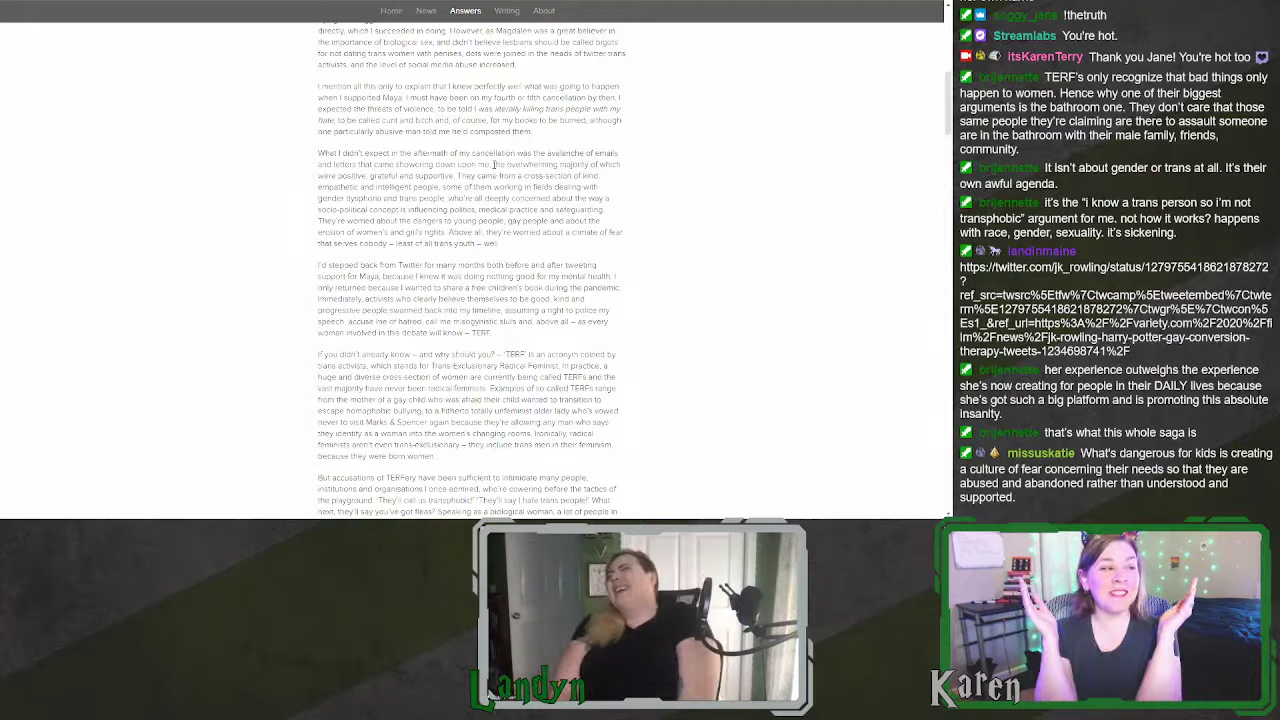 Home News Answers Writing About
directly, which I succeeded in doing. However, as Magdalen was a great believer in
the importance of biological sex, and didn't believe lesbians should be called bigots
for not dating trans women with penises, dots were joined in the heads of twitter trans
activists, and the level of social media abuse increased.
I mention all this only to explain that I knew perfectly well what was going to happen
when I supported Maya. I must have been on my fourth or fifth cancellation by then. I
expected the threats of violence, to be told I was literally killing trans people with my
hate, to be called cunt and bitch and, of course, for my books to be burned, although
one particularly abusive man told me he'd composted them.
What I didn't expect in the aftermath of my cancellation was the avalanche of emails
and letters that came showering down upon me, the overwhelming majority of which
were positive, grateful and supportive. They came from a cross-section of kind,
empathetic and intelligent people, some of them working in fields dealing with
gender dysphoria and trans people, who're all deeply concerned about the way a
socio-political concept is influencing politics, medical practice and safeguarding.
They're worried about the dangers to young people, gay people and about the
erosion of women's and girl's rights. Above all, they're worried about a climate of fear
that serves nobody – least of all trans youth – well.
I'd stepped back from Twitter for many months both before and after tweeting
support for Maya, because I knew it was doing nothing good for my mental health. I
only returned because I wanted to share a free children's book during the pandemic.
Immediately, activists who clearly believe themselves to be good, kind and
progressive people swarmed back into my timeline, assuming a right to police my
speech, accuse me of hatred, call me misogynistic slurs and, above all – as every
woman involved in this debate will know – TERF.
If you didn't already know – and why should you? – 'TERF' is an acronym coined by
trans activists, which stands for Trans-Exclusionary Radical Feminist. In practice, a
huge and diverse cross-section of women are currently being called TERFs and the
vast majority have never been radical feminists. Examples of so-called TERFs range
from the mother of a gay child who was afraid their child wanted to transition to
escape homophobic bullying, to a hitherto totally unfeminist older lady who's vowed
never to visit Marks & Spencer again because they're allowing any man who says
they identify as a woman into the women's changing rooms. Ironically, radical
feminists aren't even trans-exclusionary – they include trans men in their feminism,
because they were born women.
But accusations of TERFery have been sufficient to intimidate many people,
institutions and organisations I once admired, who're cowering before the tactics of
the playground. 'They'll call us transphobic!' 'They'll say I hate trans people!' What
next, they'll say you've got fleas? Speaking as a biological woman, a lot of people in
soggy_jane !thetruth
Streamlabs You're hot.
ItsKarenTerry Thank you Jane! You're hot too
brijennette TERF's only recognize that bad things only
happen to women. Hence why one of their biggest
arguments is the bathroom one. They don't care that those
same people they're claiming are there to assault someone
are in the bathroom with their male family, friends,
community.
brijennette It isn't about gender or trans at all. It's their
own awful agenda.
brijennette it's the "i know a trans person so i'm not
transphobic" argument for me. not how it works? happens
with race, gender, sexuality. it's sickening.
landinmaine
https://twitter.com/jk_rowling/status/1279755418621878272
?
ref_src=twsrc%5Etfw%7Ctwcamp%5Etweetembed%7Ctwte
rm%5E1279755418621878272%7Ctwgr%5E%7Ctwcon%5E
s1_&ref_url=https%3A%2F%2Fvariety.com%2F2020%2Ffi
lm%2Fnews%2Fjk-rowling-harry-potter-gay-conversion-
therapy-tweets-1234698741%2F
brijennette her experience outweighs the experience
she's now creating for people in their DAILY lives because
she's got such a big platform and is promoting this absolute
insanity.
brijennette that's what this whole saga is
missuskatie What's dangerous for kids is creating
a culture of fear concerning their needs so that they are
abused and abandoned rather than understood and
supported.
Landyn
Karen